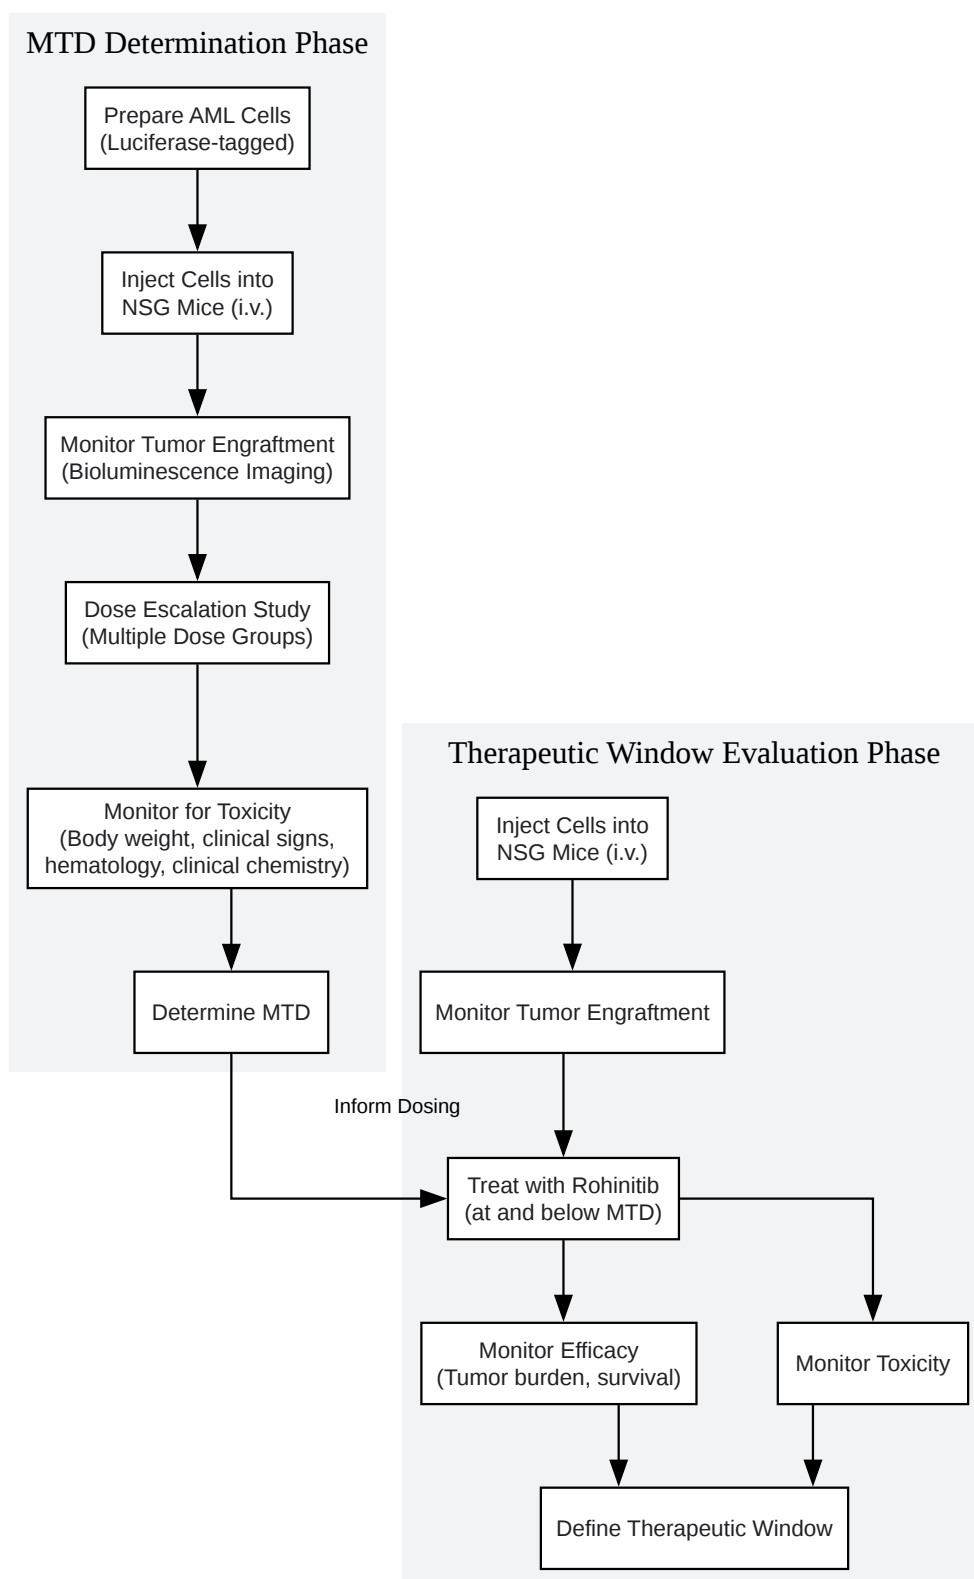 MTD Determination Phase
Prepare AML Cells
(Luciferase-tagged)
Inject Cells into
NSG Mice (i.v.)
Monitor Tumor Engraftment
(Bioluminescence Imaging)
Dose Escalation Study
(Multiple Dose Groups)
Monitor for Toxicity
(Body weight, clinical signs,
hematology, clinical chemistry)
Determine MTD
Inform Dosing
Therapeutic Window Evaluation Phase
Inject Cells into
NSG Mice (i.v.)
Monitor Tumor Engraftment
Treat with Rohinitib
(at and below MTD)
Monitor Efficacy
(Tumor burden, survival)
Monitor Toxicity
Define Therapeutic Window